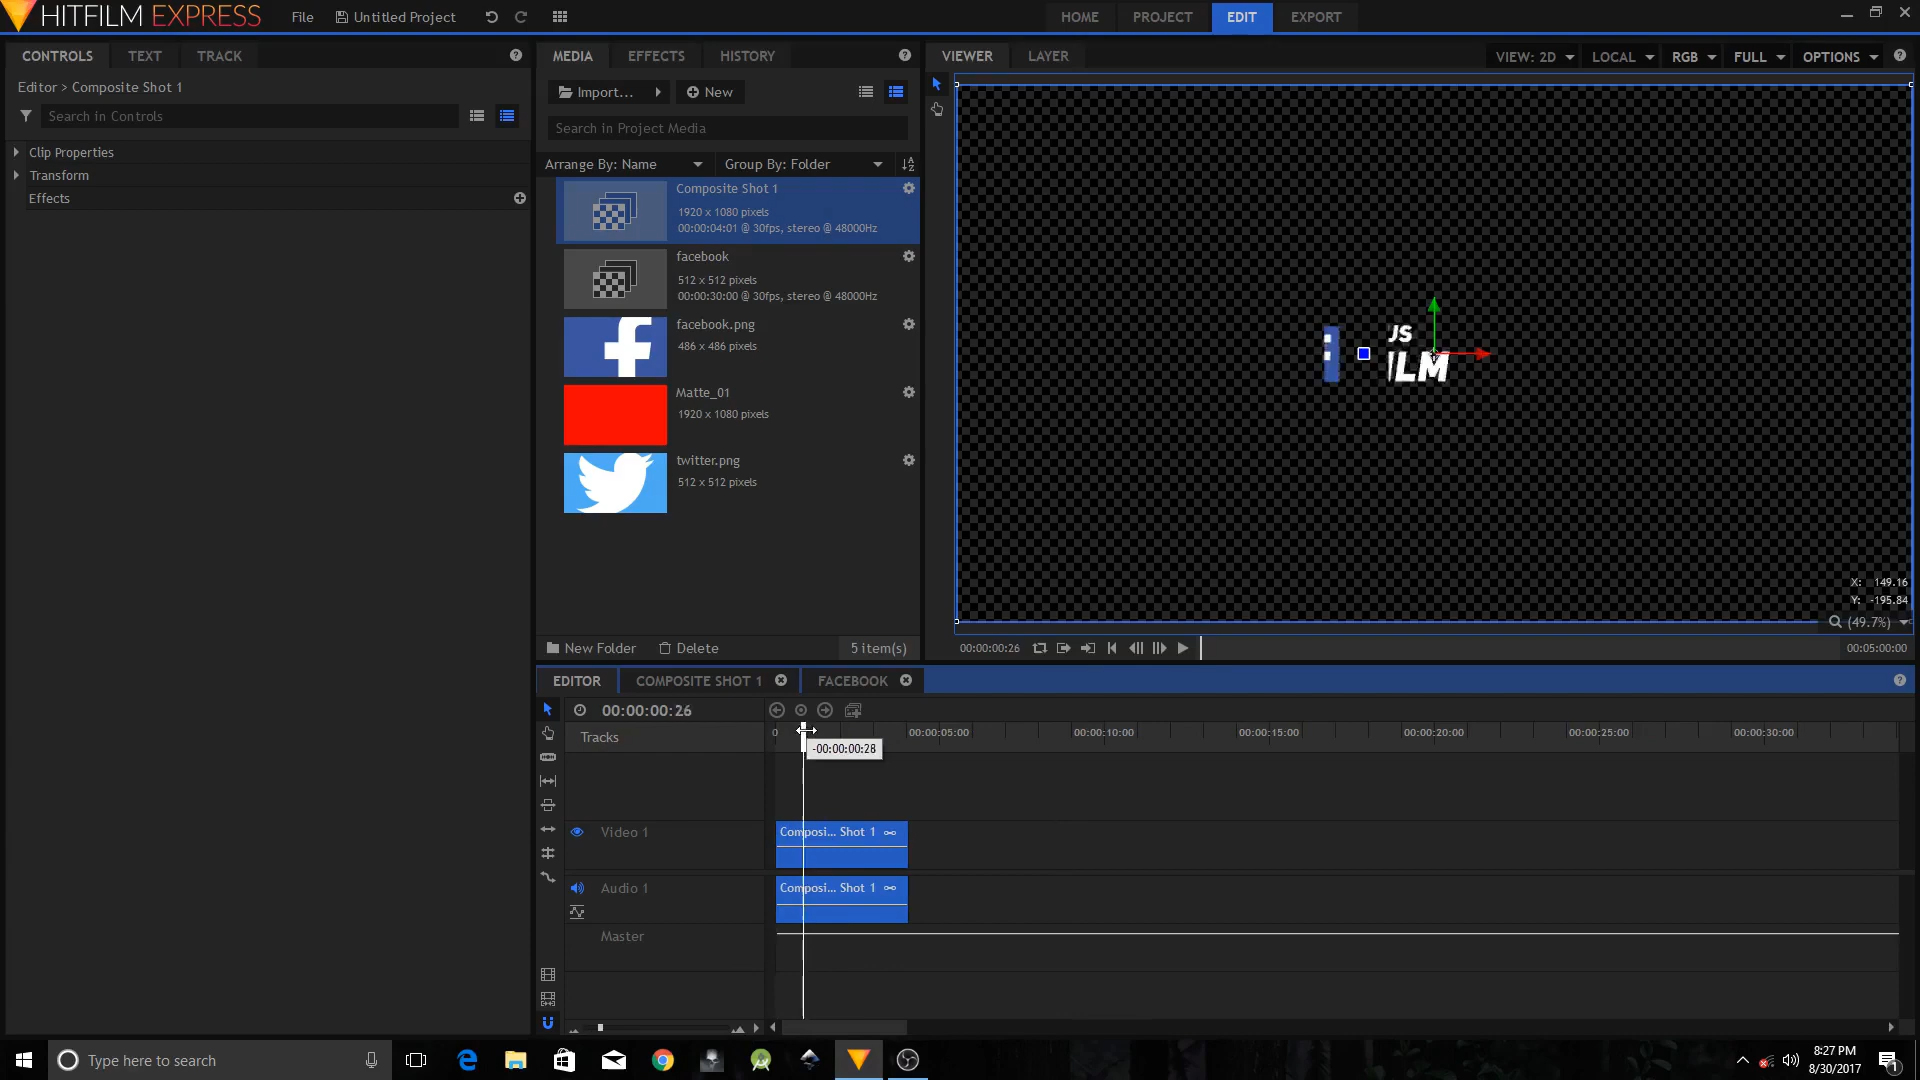 HITFILM EXPRESS
File
Untitled Project
HOME
PROJECT
EDIT
EXPORT
CONTROLS
TEXT
TRACK
Editor > Composite Shot 1
Search in Controls
Clip Properties
Transform
Effects
MEDIA
EFFECTS
HISTORY
Import...
New
Search in Project Media
Arrange By: Name
Group By: Folder
Composite Shot 1
1920 x 1080 pixels
00:00:04:01 @ 30fps, stereo @ 48000Hz
facebook
512 x 512 pixels
00:00:30:00 @ 30fps, stereo @ 48000Hz
facebook.png
486 x 486 pixels
Matte_01
1920 x 1080 pixels
twitter.png
512 x 512 pixels
New Folder
Delete
5 item(s)
VIEWER
LAYER
VIEW: 2D
LOCAL
RGB
FULL
OPTIONS
US
ILM
X: 149.16
Y: -195.84
(49.7%)
00:00:00:26
00:05:00:00
EDITOR
COMPOSITE SHOT 1
FACEBOOK
00:00:00:26
Tracks
0
00:00:05:00
00:00:10:00
00:00:15:00
00:00:20:00
00:00:25:00
00:00:30:00
-00:00:00:28
Video 1
Composi... Shot 1
Audio 1
Composi... Shot 1
Master
Type here to search
8:27 PM
8/30/2017
1